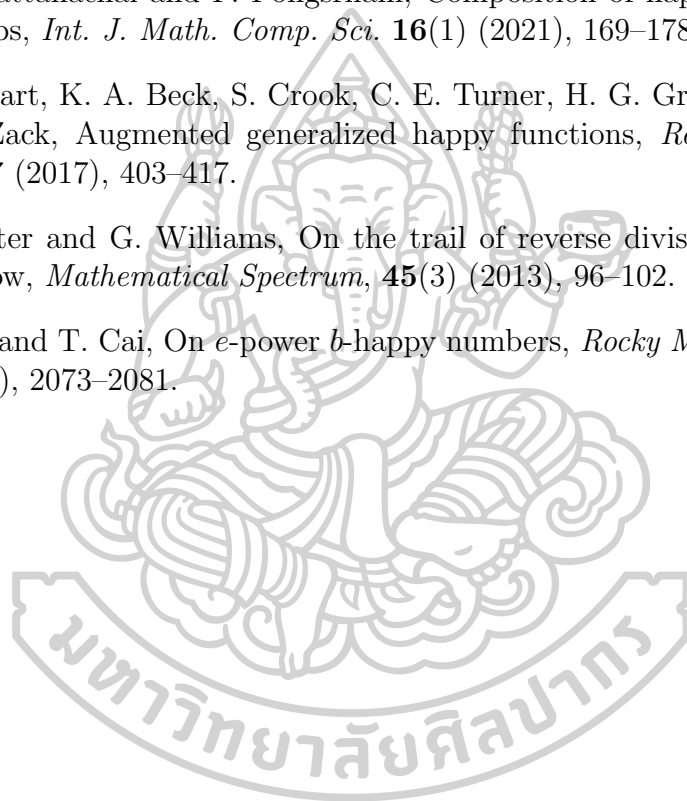 and P. Pongsriiam, Composition of hap
os, Int. J. Math. Comp. Sci. 16(1) (2021), 169–178
art, K. A. Beck, S. Crook, C. E. Turner, H. G. Gr
Zack, Augmented generalized happy functions, Ro
7 (2017), 403–417.
ter and G. Williams, On the trail of reverse divis
ow, Mathematical Spectrum, 45(3) (2013), 96–102.
and T. Cai, On e-power b-happy numbers, Rocky M
), 2073–2081.
มหาวิทยาลัยศิลปากร